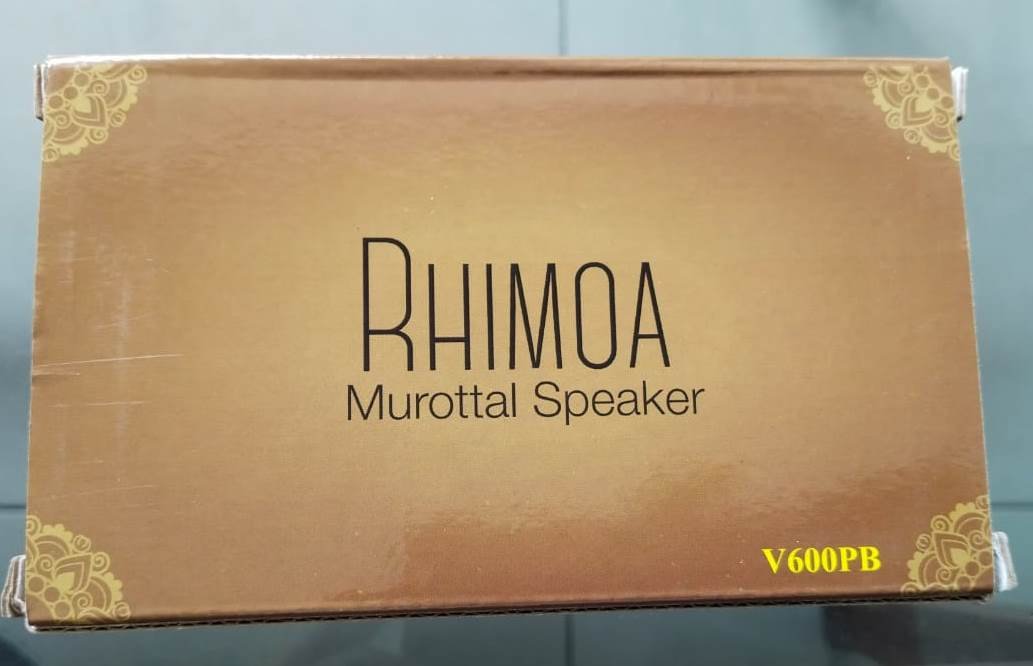 RHIMOA
Murottal Speaker
V600PB